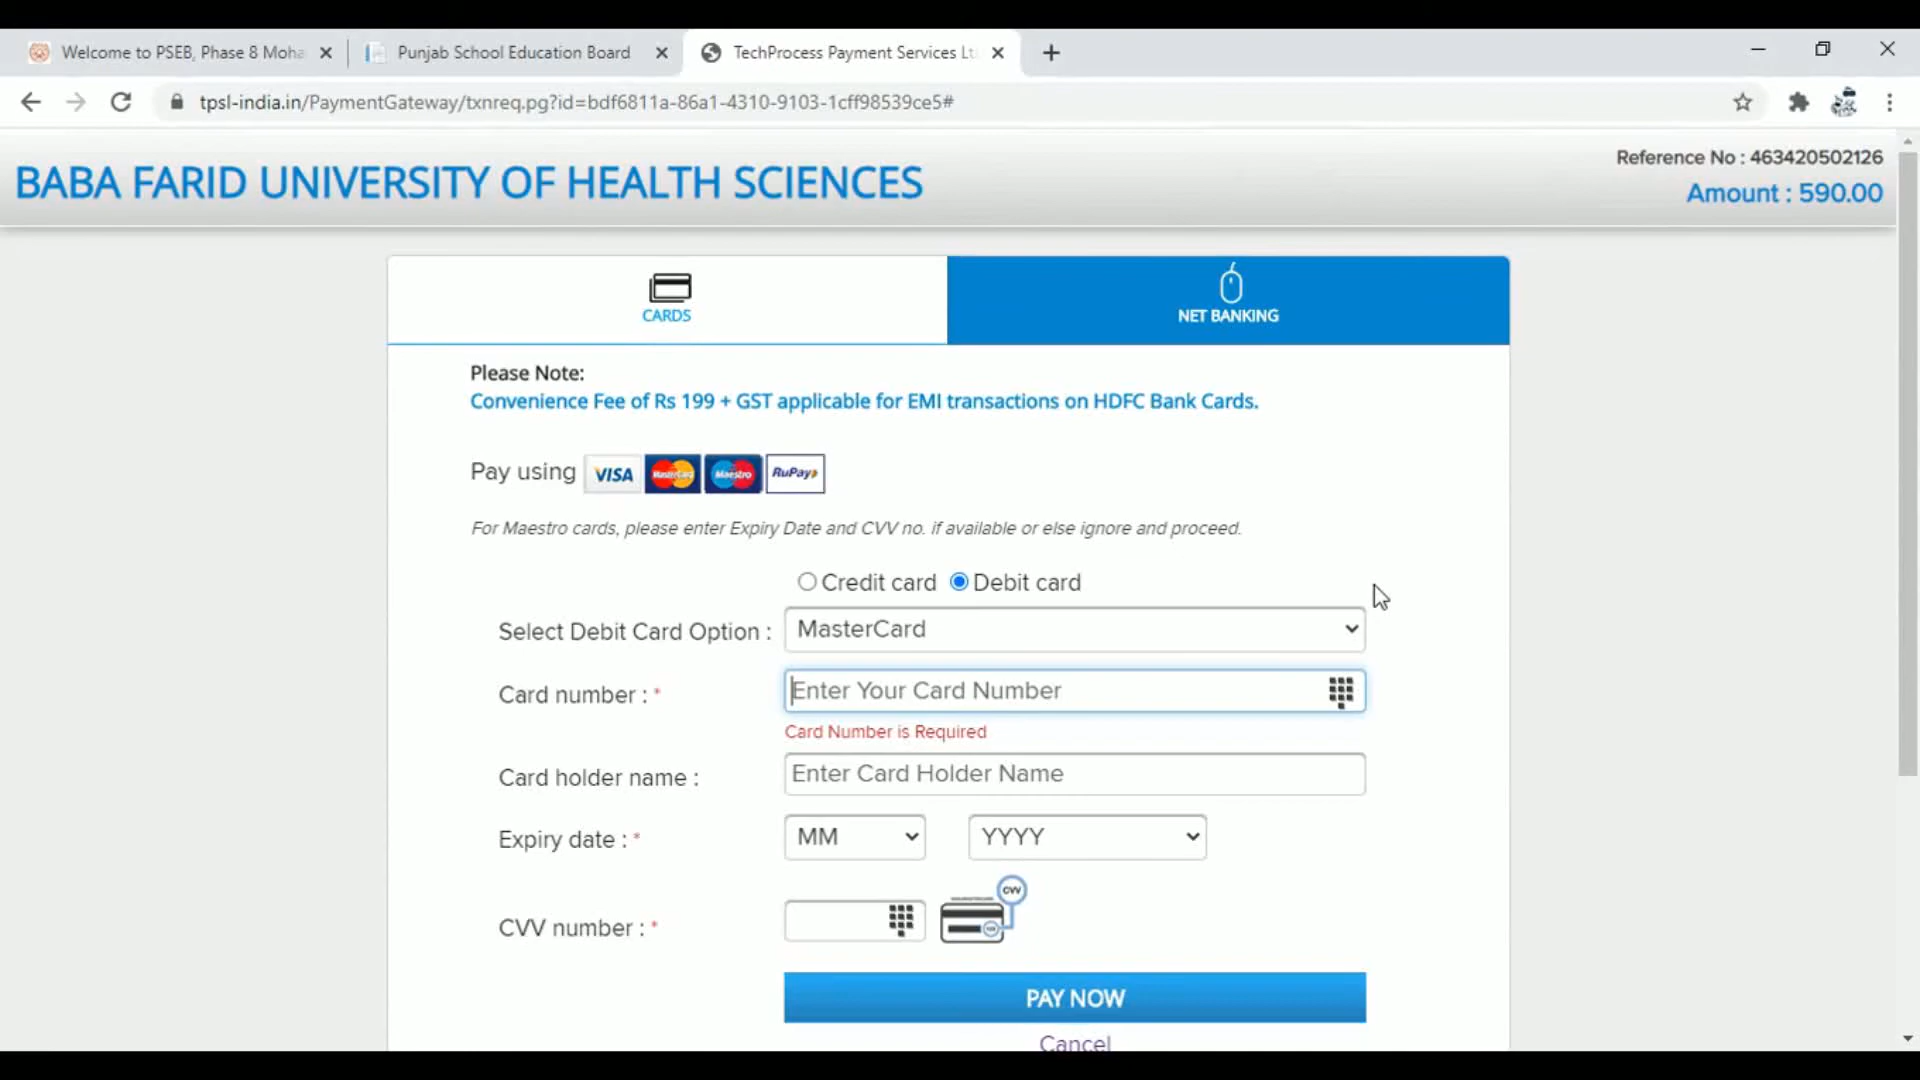 Welcome to PSEB, Phase 8 Moha
Punjab School Education Board
TechProcess Payment Services Lt
tpsl-india.in/PaymentGateway/txnreq.pg?id=bdf6811a-86a1-4310-9103-1cff98539ce5#
BABA FARID UNIVERSITY OF HEALTH SCIENCES
Reference No : 463420502126
Amount : 590.00
CARDS
NET BANKING
Please Note:
Convenience Fee of Rs 199 + GST applicable for EMI transactions on HDFC Bank Cards.
Pay using VISA MasterCard Maestro RuPay
For Maestro cards, please enter Expiry Date and CVV no. if available or else ignore and proceed.
Credit card Debit card
Select Debit Card Option : MasterCard
Card number : * Enter Your Card Number
Card Number is Required
Card holder name : Enter Card Holder Name
Expiry date : * MM YYYY
CVV
CVV number : *
PAY NOW
Cancel